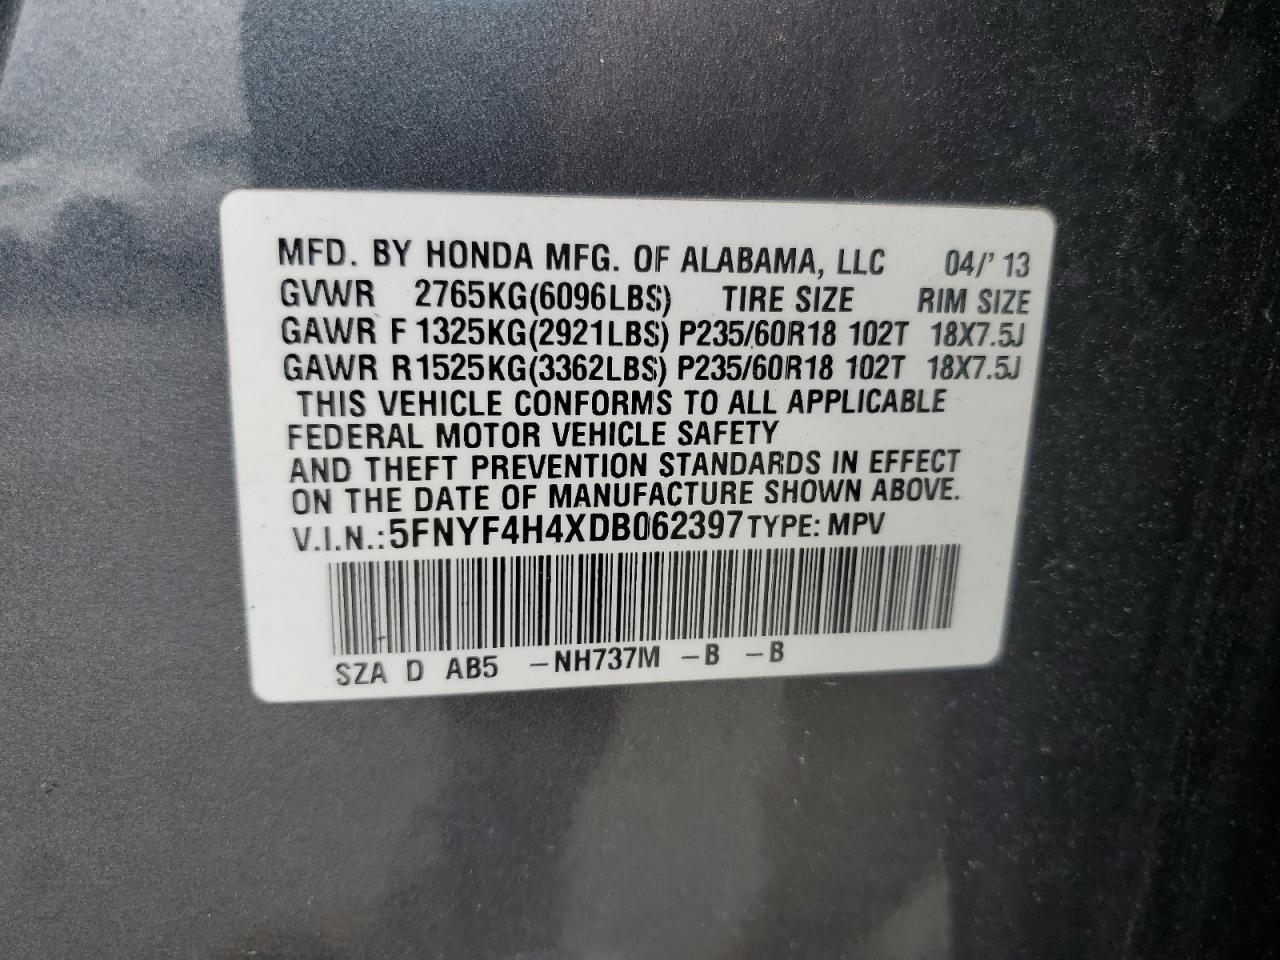 MFD. BY HONDA MFG. OF ALABAMA, LLC 04/'13
GVWR 2765KG(6096LBS) TIRE SIZE RIM SIZE
GAWR F 1325KG(2921LBS) P235/60R18 102T 18X7.5J
GAWR R1525KG(3362LBS) P235/60R18 102T 18X7.5J
THIS VEHICLE CONFORMS TO ALL APPLICABLE
FEDERAL MOTOR VEHICLE SAFETY
AND THEFT PREVENTION STANDARDS IN EFFECT
ON THE DATE OF MANUFACTURE SHOWN ABOVE.
V.I.N.:5FNYF4H4XDB062397 TYPE: MPV
SZA D AB5 -NH737M -B -B